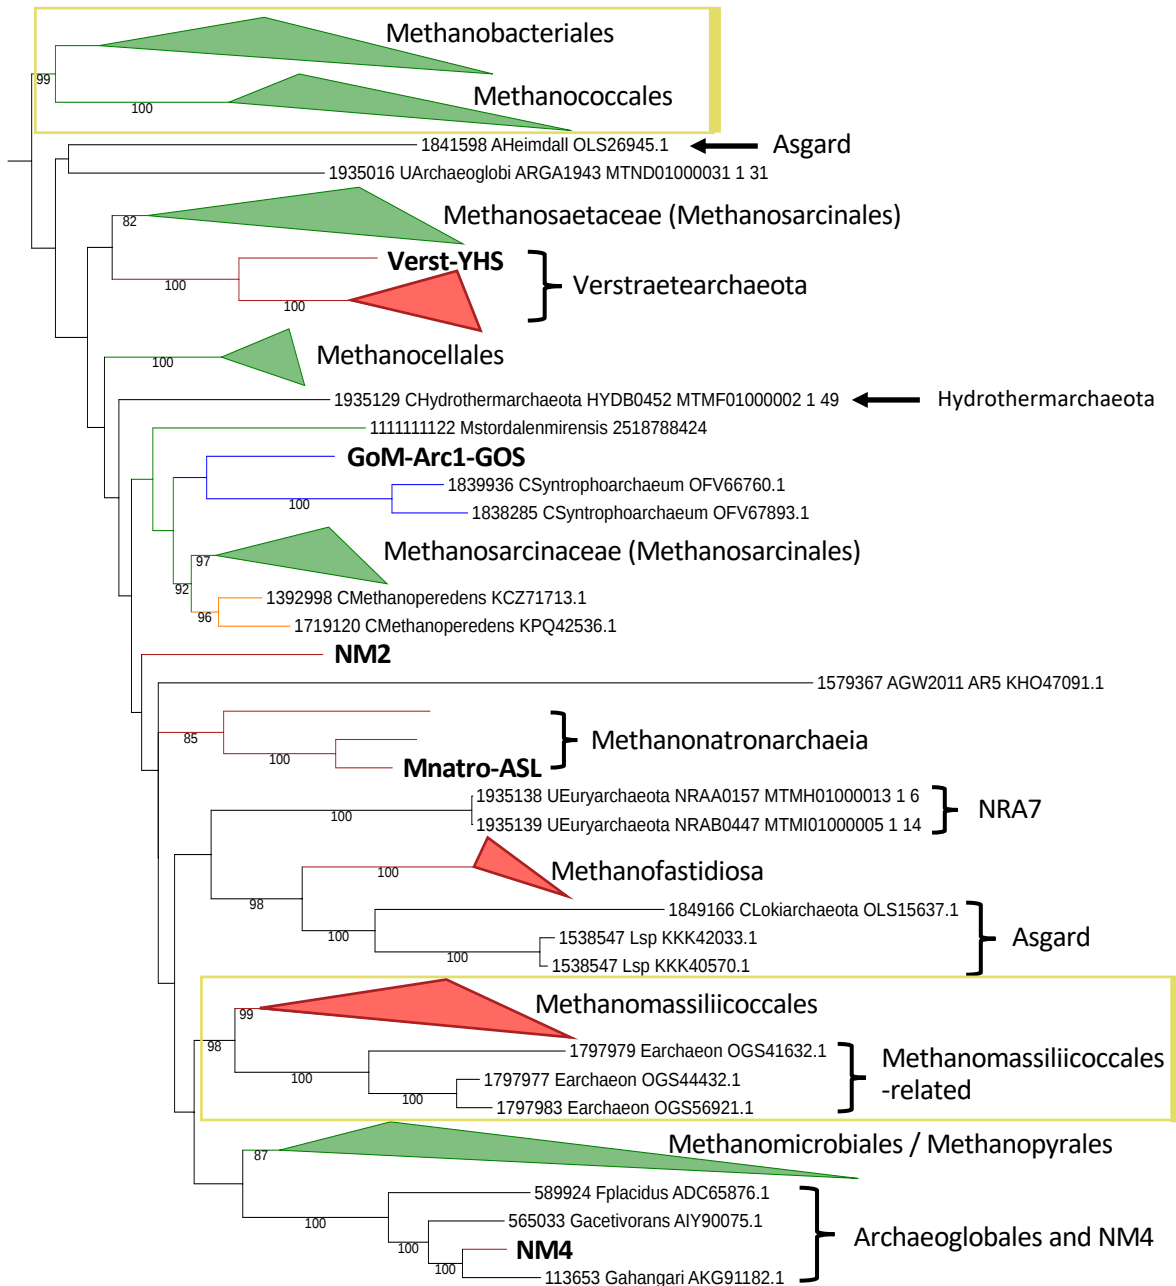 Methanobacteriales
99
Methanococcales
100
1841598 AHeimdall OLS26945.1
Asgard
1935016 UArchaeoglobi ARGA1943 MTND01000031 1 31
Methanosaetaceae (Methanosarcinales)
82
Verst-YHS
100
Verstraetearchaeota
100
Methanocellales
100
1935129 CHydrothermarchaeota HYDB0452 MTMF01000002 1 49
Hydrothermarchaeota
1111111122 Mstordalenmirensis 2518788424
GoM-Arc1-GOS
1839936 CSyntrophoarchaeum OFV66760.1
100
1838285 CSyntrophoarchaeum OFV67893.1
Methanosarcinaceae (Methanosarcinales)
97
92
1392998 CMethanoperedens KCZ71713.1
96
1719120 CMethanoperedens KPQ42536.1
NM2
1579367 AGW2011 AR5 KHO47091.1
85
Methanonatronarchaeia
100
Mnatro-ASL
1935138 UEuryarchaeota NRAA0157 MTMH01000013 1 6
100
NRA7
1935139 UEuryarchaeota NRAB0447 MTMI01000005 1 14
100
Methanofastidiosa
98
1849166 CLokiarchaeota OLS15637.1
100
Asgard
1538547 Lsp KKK42033.1
100
1538547 Lsp KKK40570.1
Methanomassiliicoccales
99
98
1797979 Earchaeon OGS41632.1
100
Methanomassiliicoccales
-related
1797977 Earchaeon OGS44432.1
100
1797983 Earchaeon OGS56921.1
Methanomicrobiales / Methanopyrales
87
589924 Fplacidus ADC65876.1
100
565033 Gacetivorans AIY90075.1
Archaeoglobales and NM4
100
NM4
100
113653 Gahangari AKG91182.1